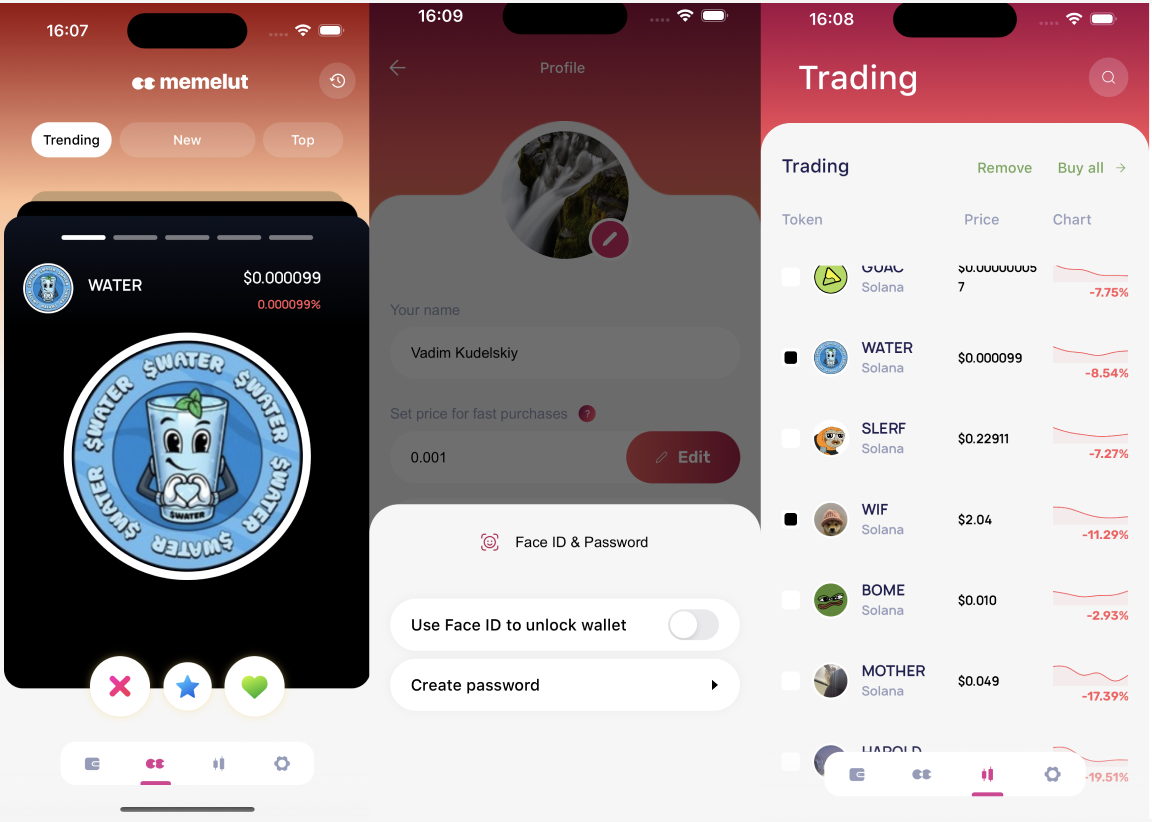 16:07
memelut
Trending
New
Top
WATER
$0.000099
0.000099%
$WATER $WATER $WATER $WATER $WATER $WATER $WATER
$WATER
16:09
Profile
Your name
Vadim Kudelskiy
Set price for fast purchases ?
0.001
Edit
Face ID & Password
Use Face ID to unlock wallet
Create password
16:08
Trading
Trading
Remove
Buy all
Token
Price
Chart
GUAC
Solana
$0.00000005
7
-7.75%
WATER
Solana
$0.000099
-8.54%
SLERF
Solana
$0.22911
-7.27%
WIF
Solana
$2.04
-11.29%
BOME
Solana
$0.010
-2.93%
MOTHER
Solana
$0.049
-17.39%
HAROLD
-19.51%